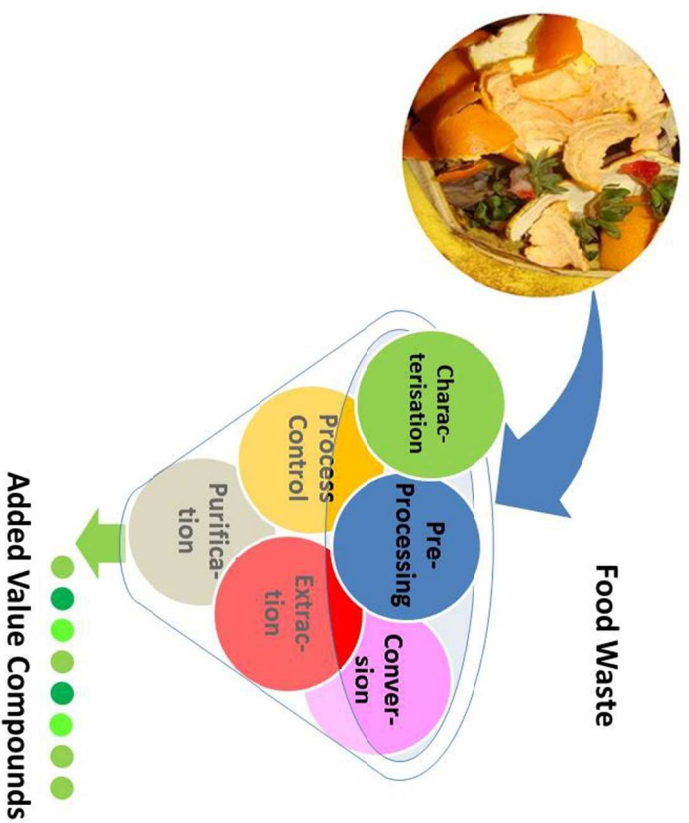 Food Waste
Charac-
terisation
Pre-
Processing
Conver-
sion
Process
Control
Extrac-
tion
Purifica-
tion
Added Value Compounds